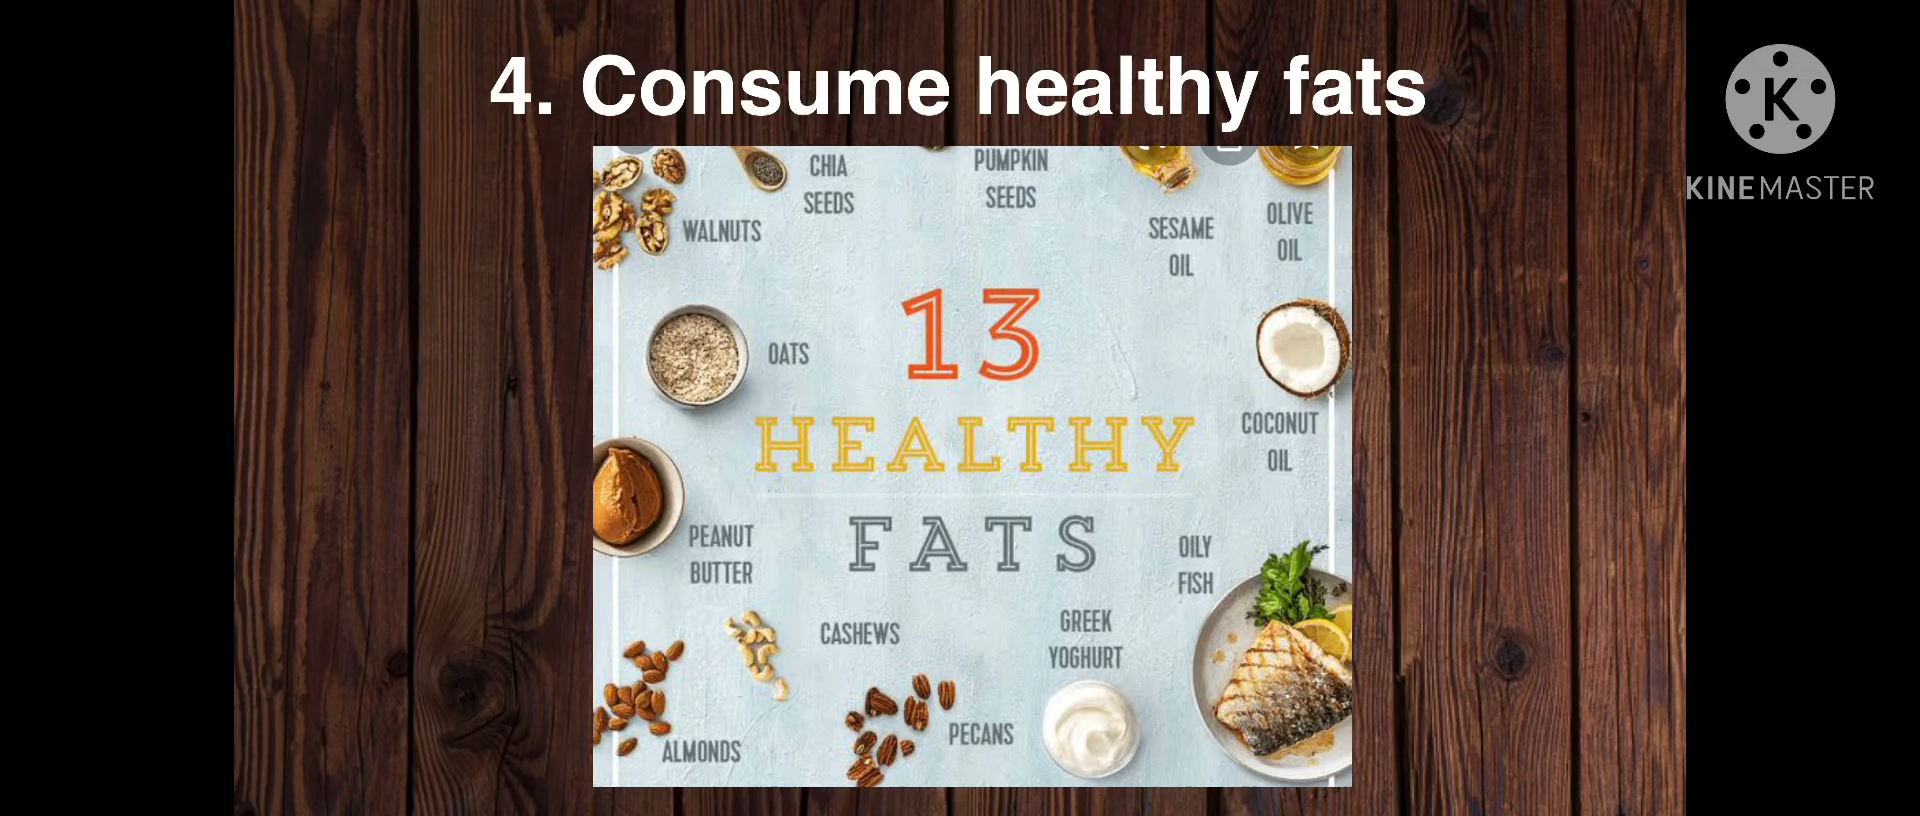 4. Consume healthy fats
K
KINEMASTER
CHIA
SEEDS
PUMPKIN
SEEDS
WALNUTS
SESAME
OIL
OLIVE
OIL
OATS
13
HEALTHY
FATS
COCONUT
OIL
PEANUT
BUTTER
OILY
FISH
CASHEWS
GREEK
YOGHURT
ALMONDS
PECANS